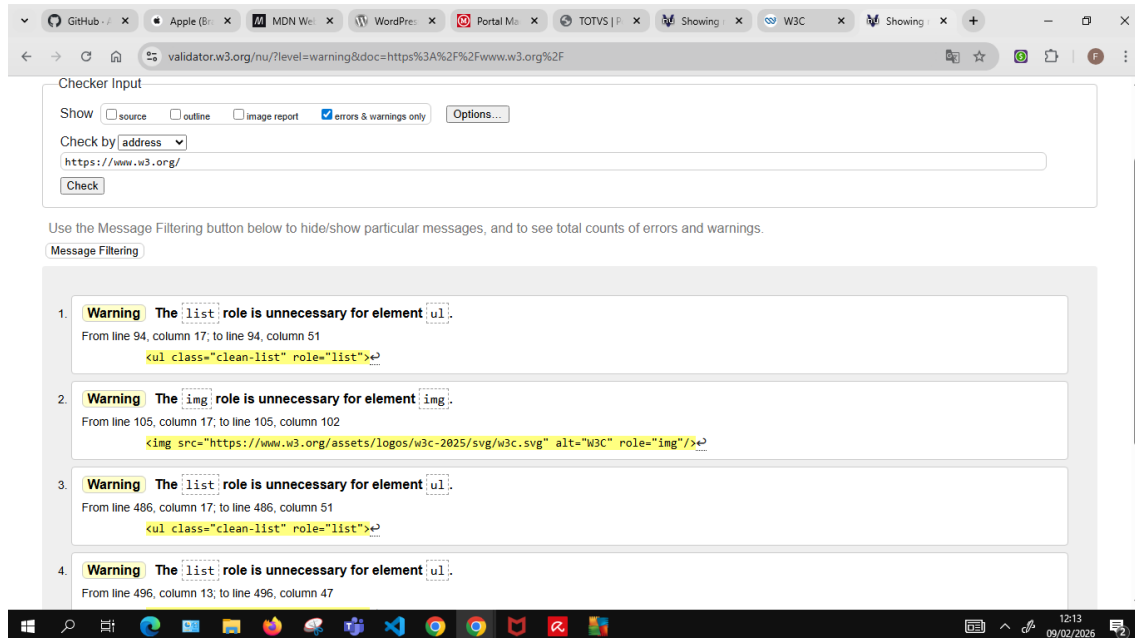 GitHub · A
Apple (Bra
MDN Web
WordPres
Portal Ma
TOTVS | P
Showing r
W3C
Showing r
validator.w3.org/nu/?level=warning&doc=https%3A%2F%2Fwww.w3.org%2F
F
Checker Input
Show source outline image report errors & warnings only Options...
Check by address
https://www.w3.org/
Check
Use the Message Filtering button below to hide/show particular messages, and to see total counts of errors and warnings.
Message Filtering
1. Warning The list role is unnecessary for element ul.
From line 94, column 17; to line 94, column 51
<ul class="clean-list" role="list">↩
2. Warning The img role is unnecessary for element img.
From line 105, column 17; to line 105, column 102
<img src="https://www.w3.org/assets/logos/w3c-2025/svg/w3c.svg" alt="W3C" role="img"/>↩
3. Warning The list role is unnecessary for element ul.
From line 486, column 17; to line 486, column 51
<ul class="clean-list" role="list">↩
4. Warning The list role is unnecessary for element ul.
From line 496, column 13; to line 496, column 47
12:13
09/02/2026
2